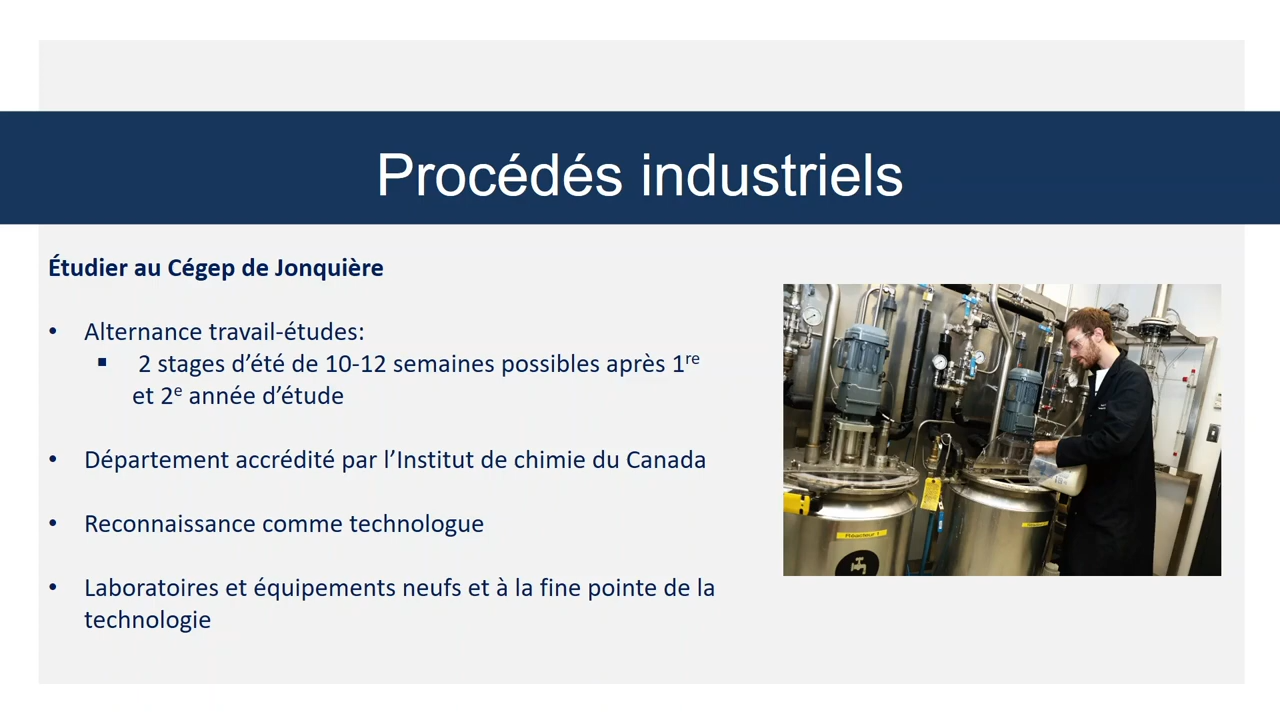 Procédés industriels
Étudier au Cégep de Jonquière
• Alternance travail-études:
▪ 2 stages d’été de 10-12 semaines possibles après 1re
et 2e année d’étude
• Département accrédité par l’Institut de chimie du Canada
• Reconnaissance comme technologue
• Laboratoires et équipements neufs et à la fine pointe de la
technologie
Réacteur 1